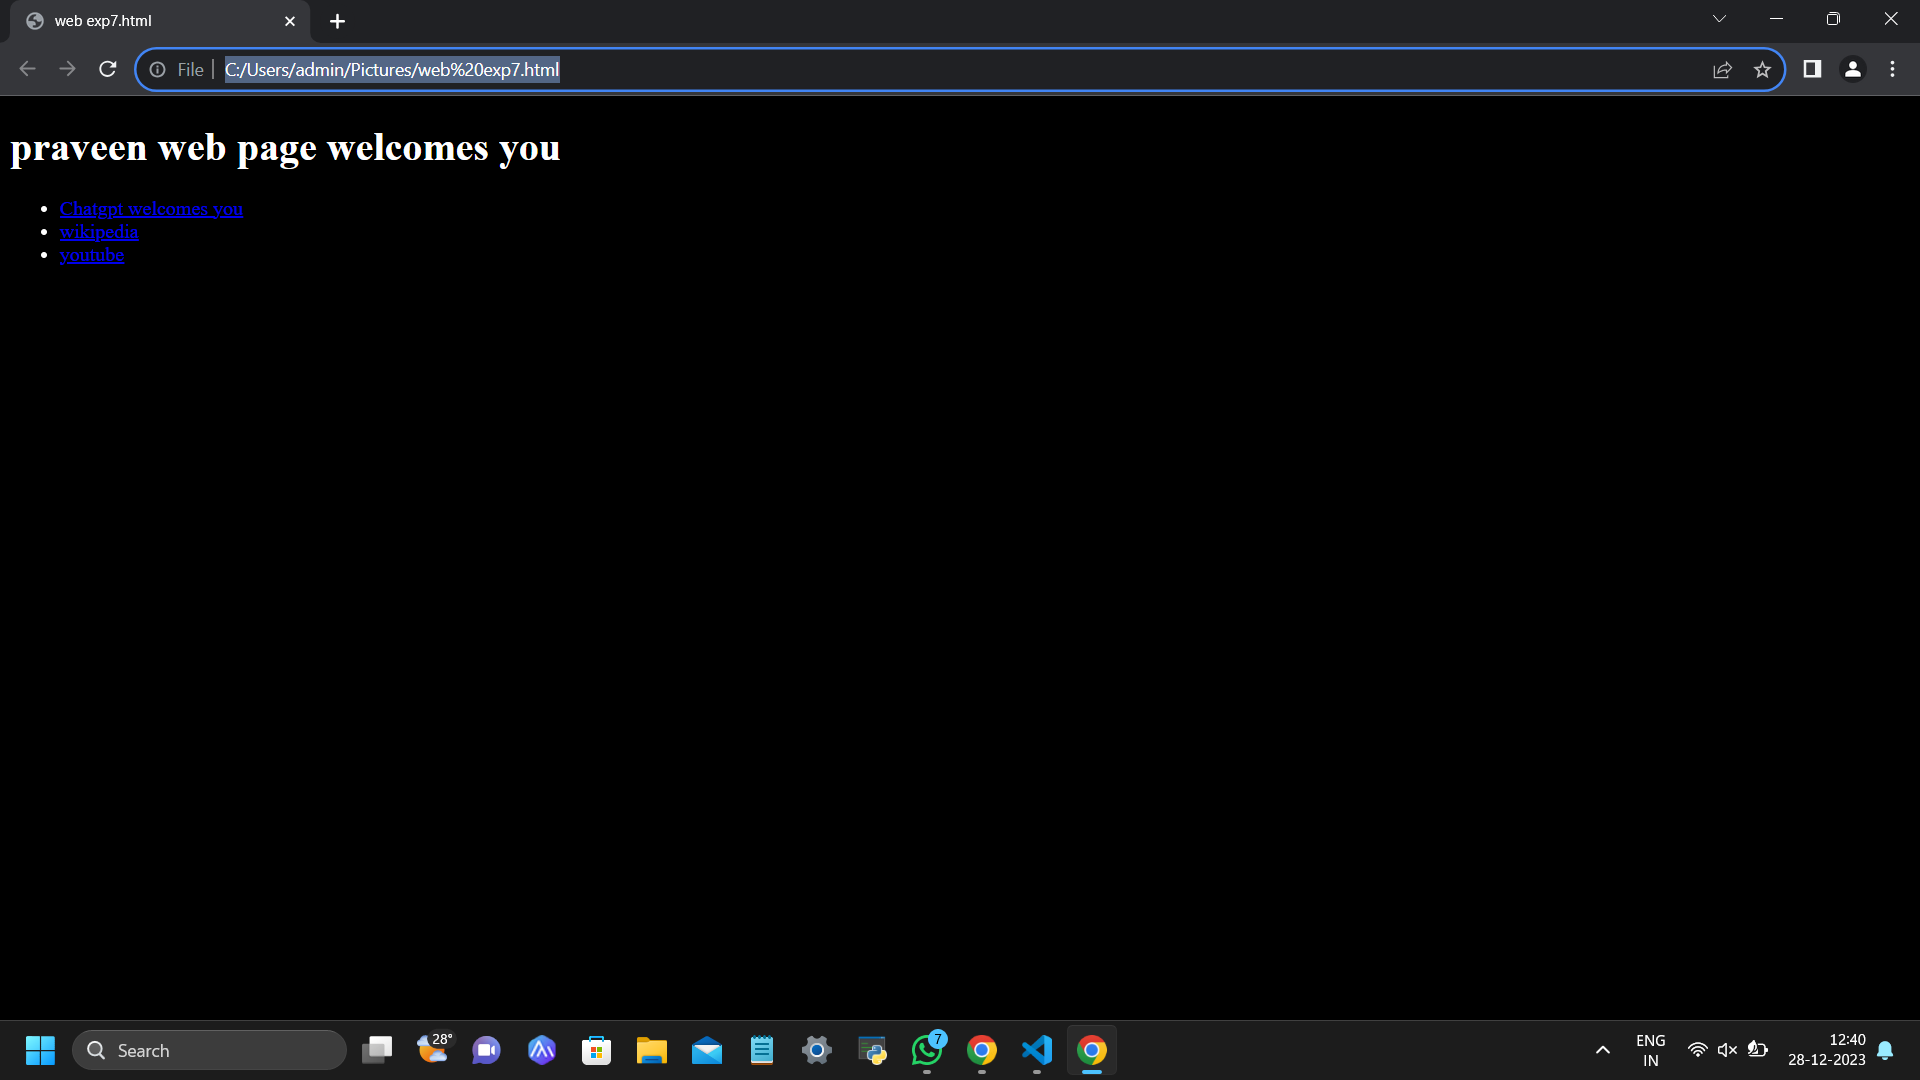 web exp7.html
File
C:/Users/admin/Pictures/web%20exp7.html
praveen web page welcomes you
Chatgpt welcomes you
wikipedia
youtube
Search
28°
7
ENG
IN
12:40
28-12-2023